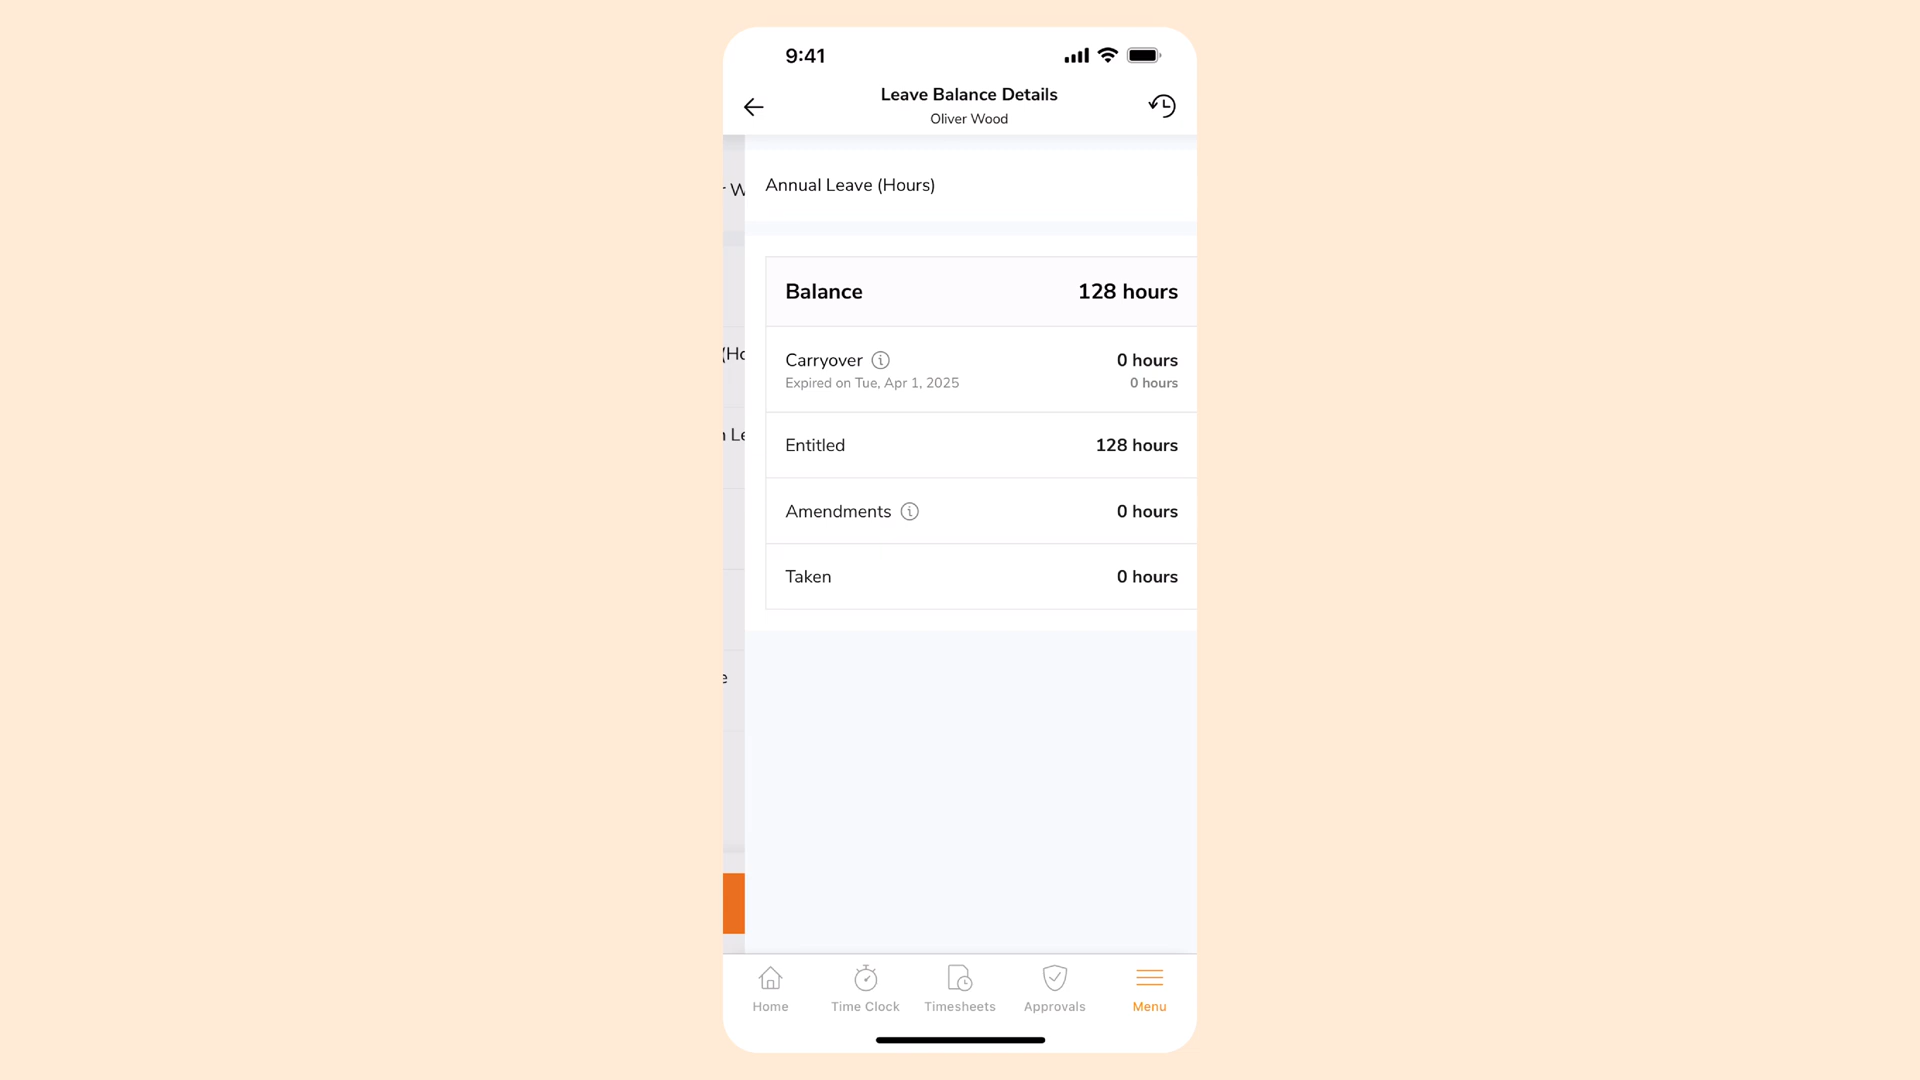 9:41
Leave Balance Details
Oliver Wood
W
Annual Leave (Hours)
Balance 128 hours
(Ho
Carryover 0 hours
Expired on Tue, Apr 1, 2025 0 hours
Le
Entitled 128 hours
Amendments 0 hours
Taken 0 hours
e
Home Time Clock Timesheets Approvals Menu